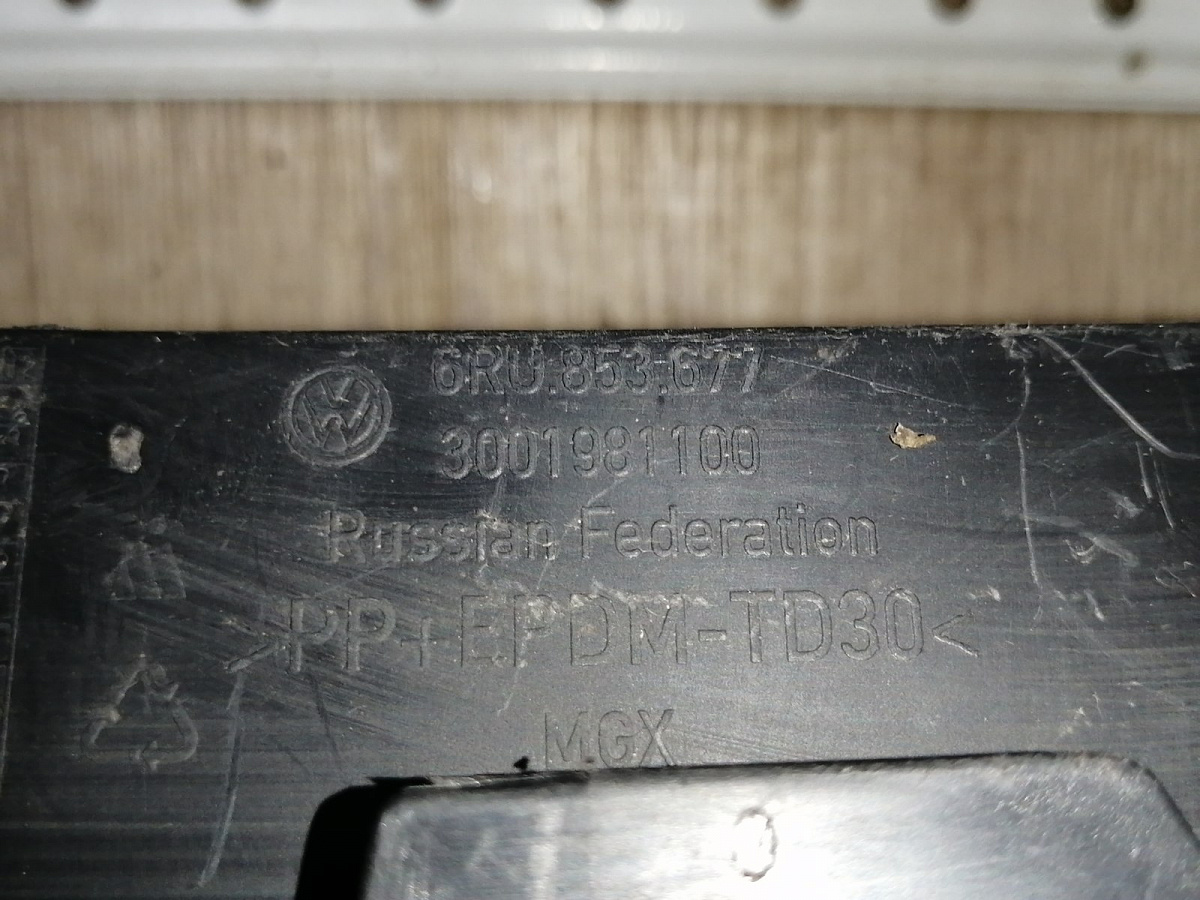 6RU.853.677
3001981100
Russian Federation
>PP+EPDM-TD30<
MGX